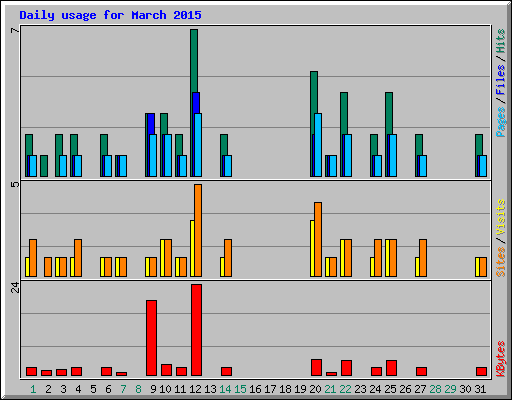 Daily usage for March 2015
7
Pages / Files / Hits
5
Sites / Visits
24
KBytes
1 2 3 4 5 6 7 8 9 10 11 12 13 14 15 16 17 18 19 20 21 22 23 24 25 26 27 28 29 30 31